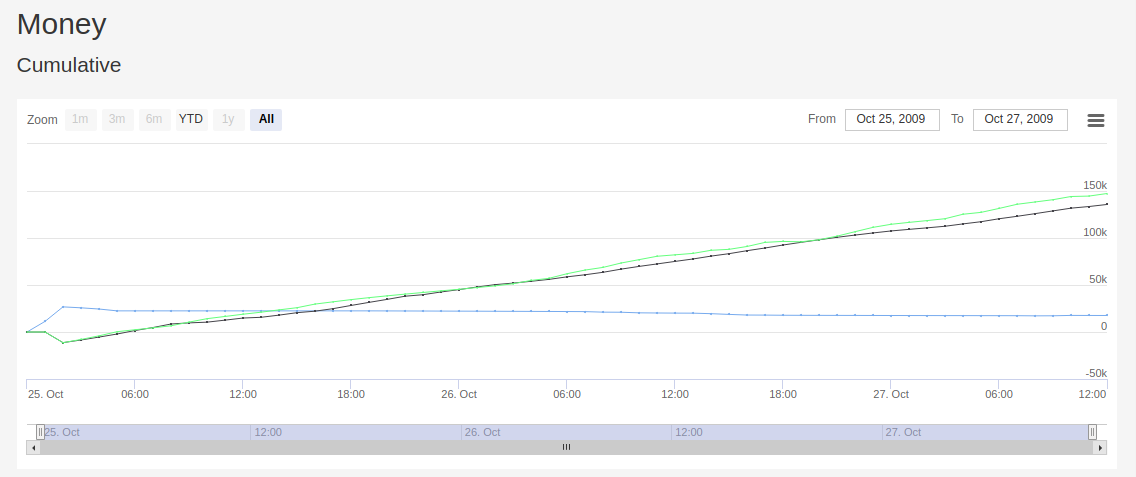 Money
Cumulative
Zoom 1m 3m 6m YTD 1y All From Oct 25, 2009 To Oct 27, 2009
150k
100k
50k
0
-50k
25. Oct 06:00 12:00 18:00 26. Oct 06:00 12:00 18:00 27. Oct 06:00 12:00
25. Oct 12:00 26. Oct 12:00 27. Oct